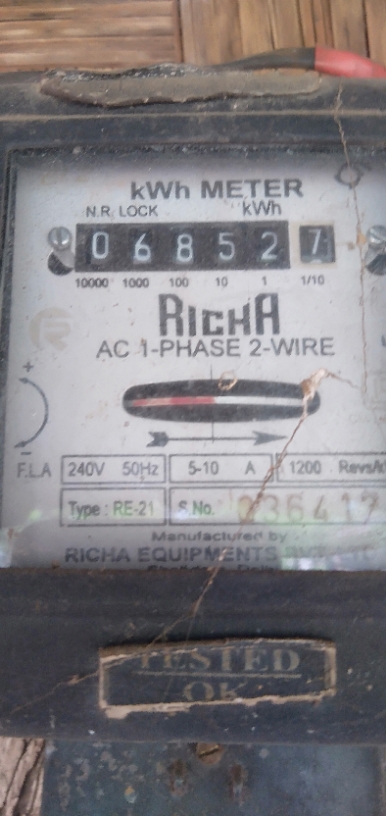 kWh METER
N.R. LOCK kWh
0 6 8 5 2 7
10000 1000 100 10 1 1/10
RICHA
AC 1-PHASE 2-WIRE
+
-
F.L.A 240V 50Hz 5-10 A 1200 Revs/k
Type : RE-21 S.No. 036417
Manufactured by
RICHA EQUIPMENTS
TESTED
OK